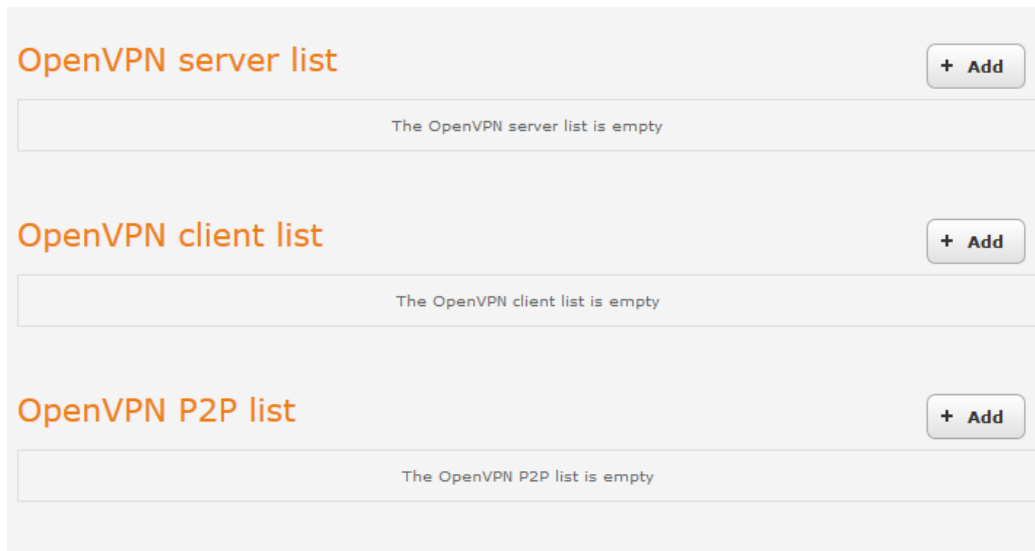 OpenVPN server list
+ Add
The OpenVPN server list is empty
OpenVPN client list
+ Add
The OpenVPN client list is empty
OpenVPN P2P list
+ Add
The OpenVPN P2P list is empty